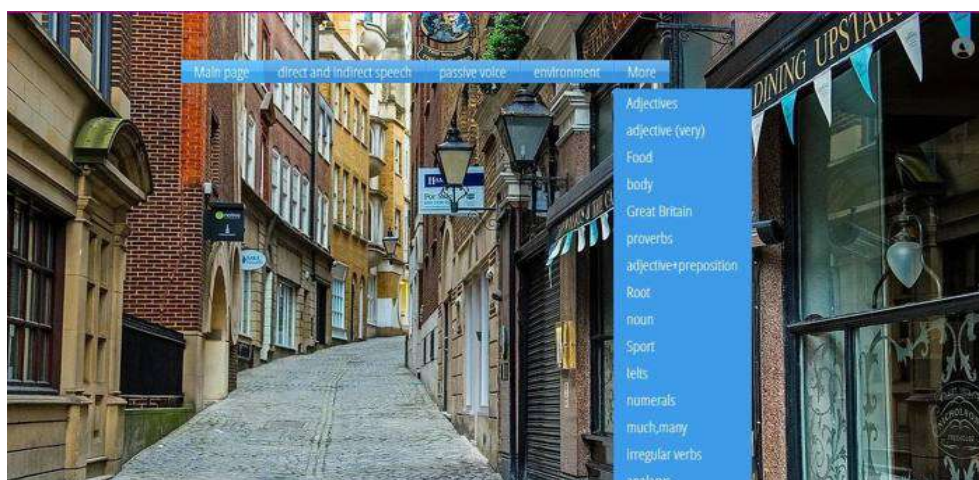 Main page direct and indirect speech passive voice environment More
Adjectives
adjective (very)
Food
body
Great Britain
proverbs
adjective+preposition
Root
noun
Sport
Ielts
numerals
much,many
irregular verbs
DINING UPSTAIR